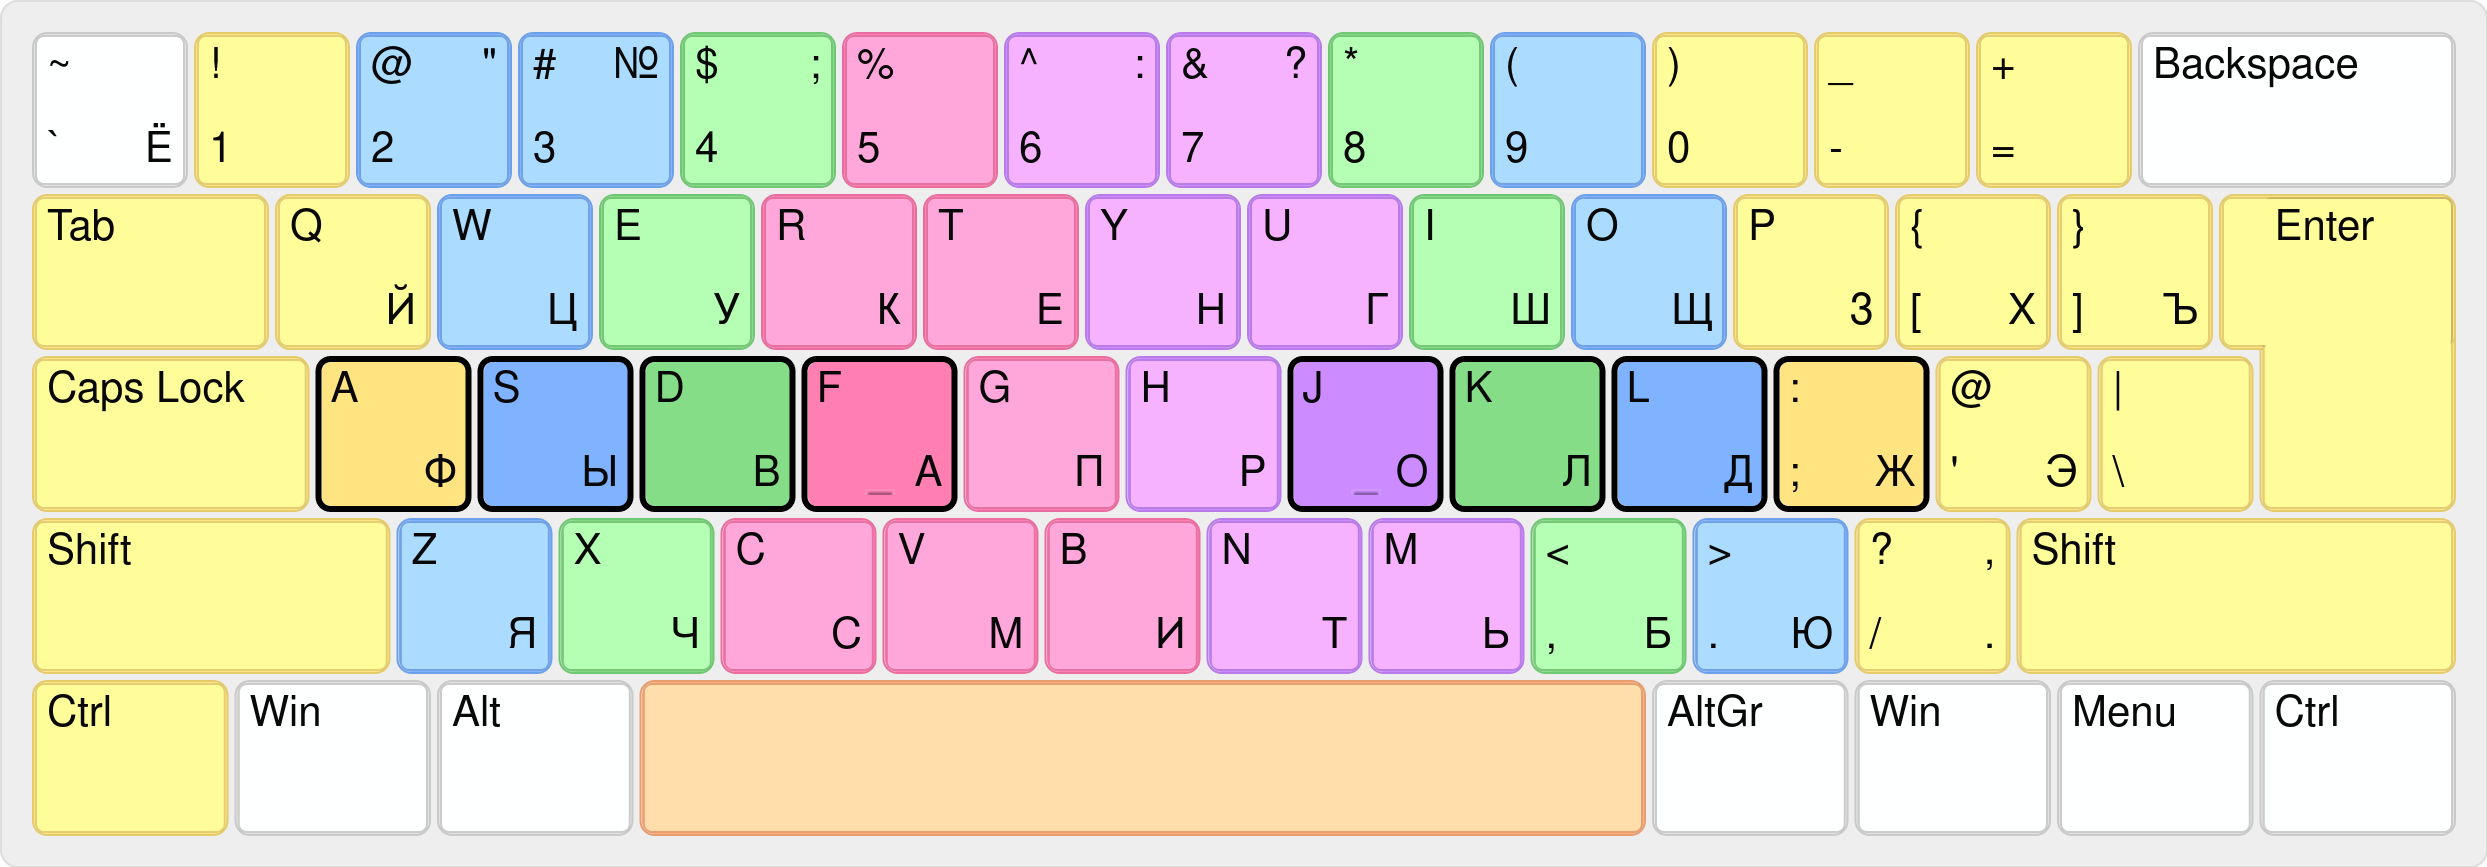 ~ ! @ " # № $ ; % ^ : & ? * ( ) _ + Backspace
` Ё 1 2 3 4 5 6 7 8 9 0 - =
Tab Q W E R T Y U I O P { } Enter
Й Ц У К Е Н Г Ш Щ З [ Х ] Ъ
Caps Lock A S D F G H J K L : @ |
Ф Ы В _ А П Р _ О Л Д ; Ж ' Э \
Shift Z X C V B N M < > ? , Shift
Я Ч С М И Т Ь , Б . Ю / .
Ctrl Win Alt AltGr Win Menu Ctrl